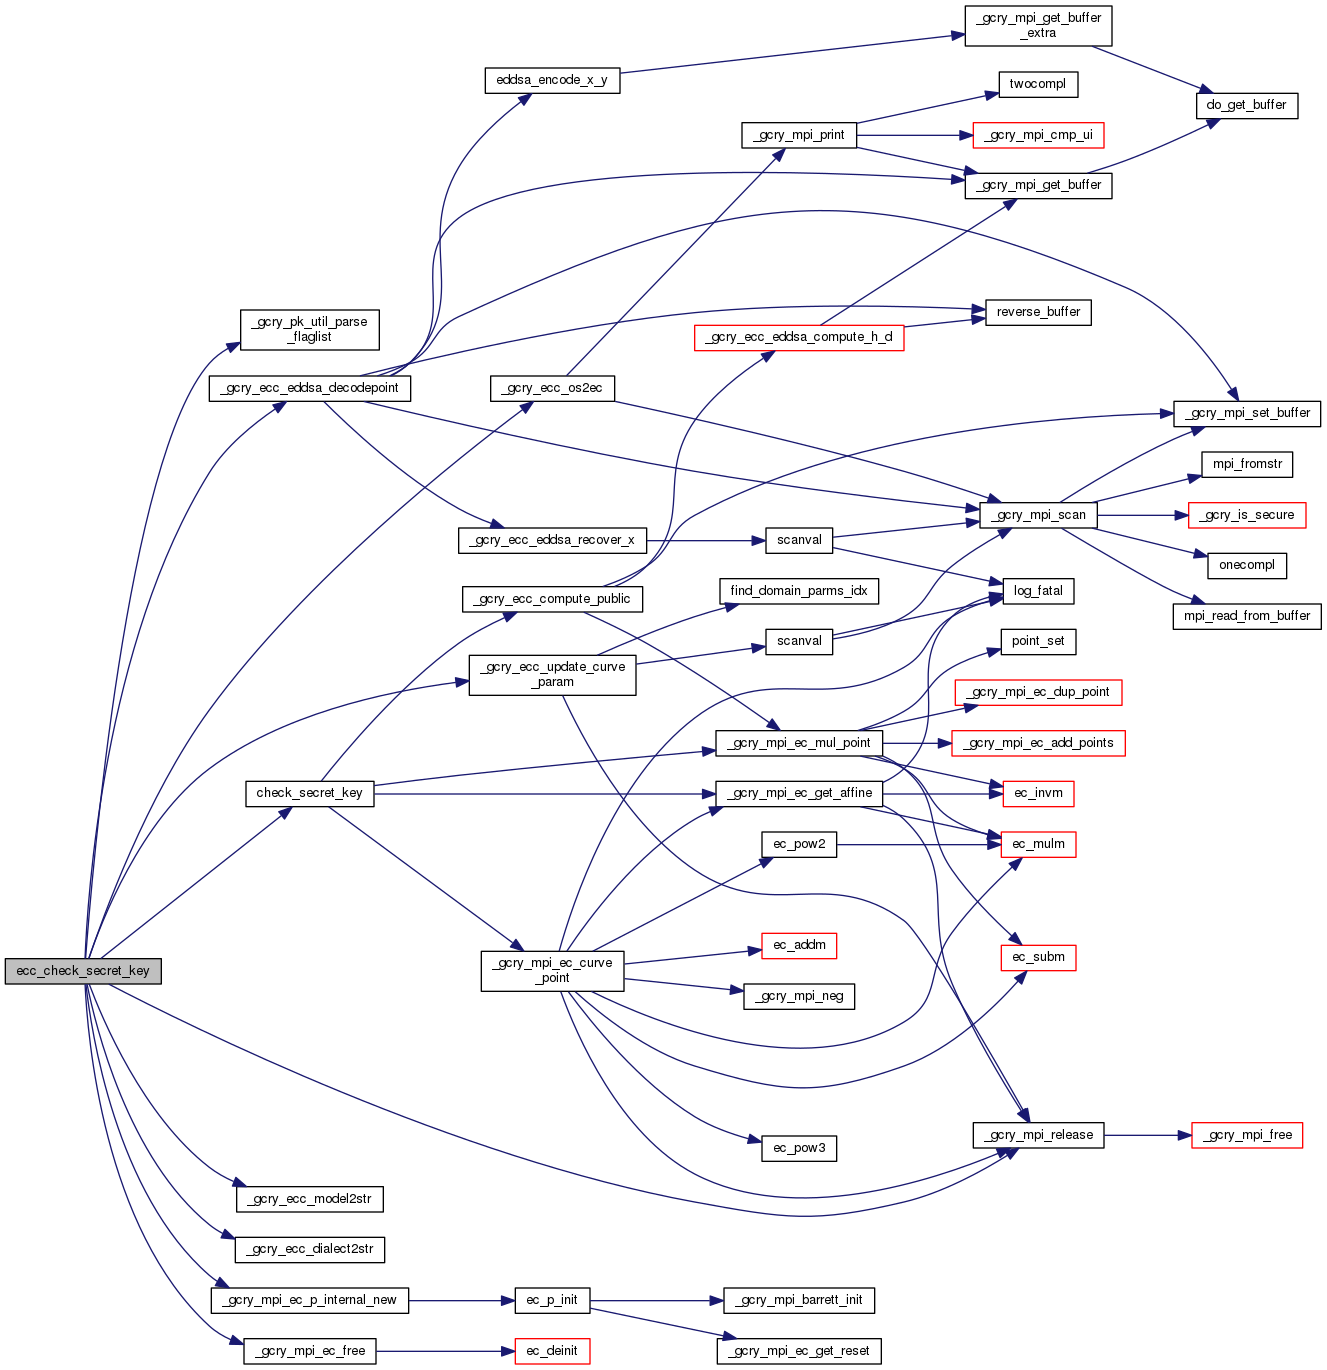 _gcry_mpi_get_buffer
_extra
eddsa_encode_x_y
twocompl
do_get_buffer
_gcry_mpi_print
_gcry_mpi_cmp_ui
_gcry_mpi_get_buffer
_gcry_pk_util_parse
_flaglist
reverse_buffer
_gcry_ecc_eddsa_compute_h_d
_gcry_ecc_eddsa_decodepoint
_gcry_ecc_os2ec
_gcry_mpi_set_buffer
mpi_fromstr
_gcry_mpi_scan
_gcry_is_secure
_gcry_ecc_eddsa_recover_x
scanval
onecompl
find_domain_parms_idx
log_fatal
_gcry_ecc_compute_public
mpi_read_from_buffer
scanval
point_set
_gcry_ecc_update_curve
_param
_gcry_mpi_ec_dup_point
_gcry_mpi_ec_mul_point
_gcry_mpi_ec_add_points
check_secret_key
_gcry_mpi_ec_get_affine
ec_invm
ec_pow2
ec_mulm
ec_addm
ec_subm
ecc_check_secret_key
_gcry_mpi_ec_curve
_point
_gcry_mpi_neg
_gcry_mpi_release
_gcry_mpi_free
ec_pow3
_gcry_ecc_model2str
_gcry_ecc_dialect2str
_gcry_mpi_ec_p_internal_new
ec_p_init
_gcry_mpi_barrett_init
_gcry_mpi_ec_free
ec_deinit
_gcry_mpi_ec_get_reset